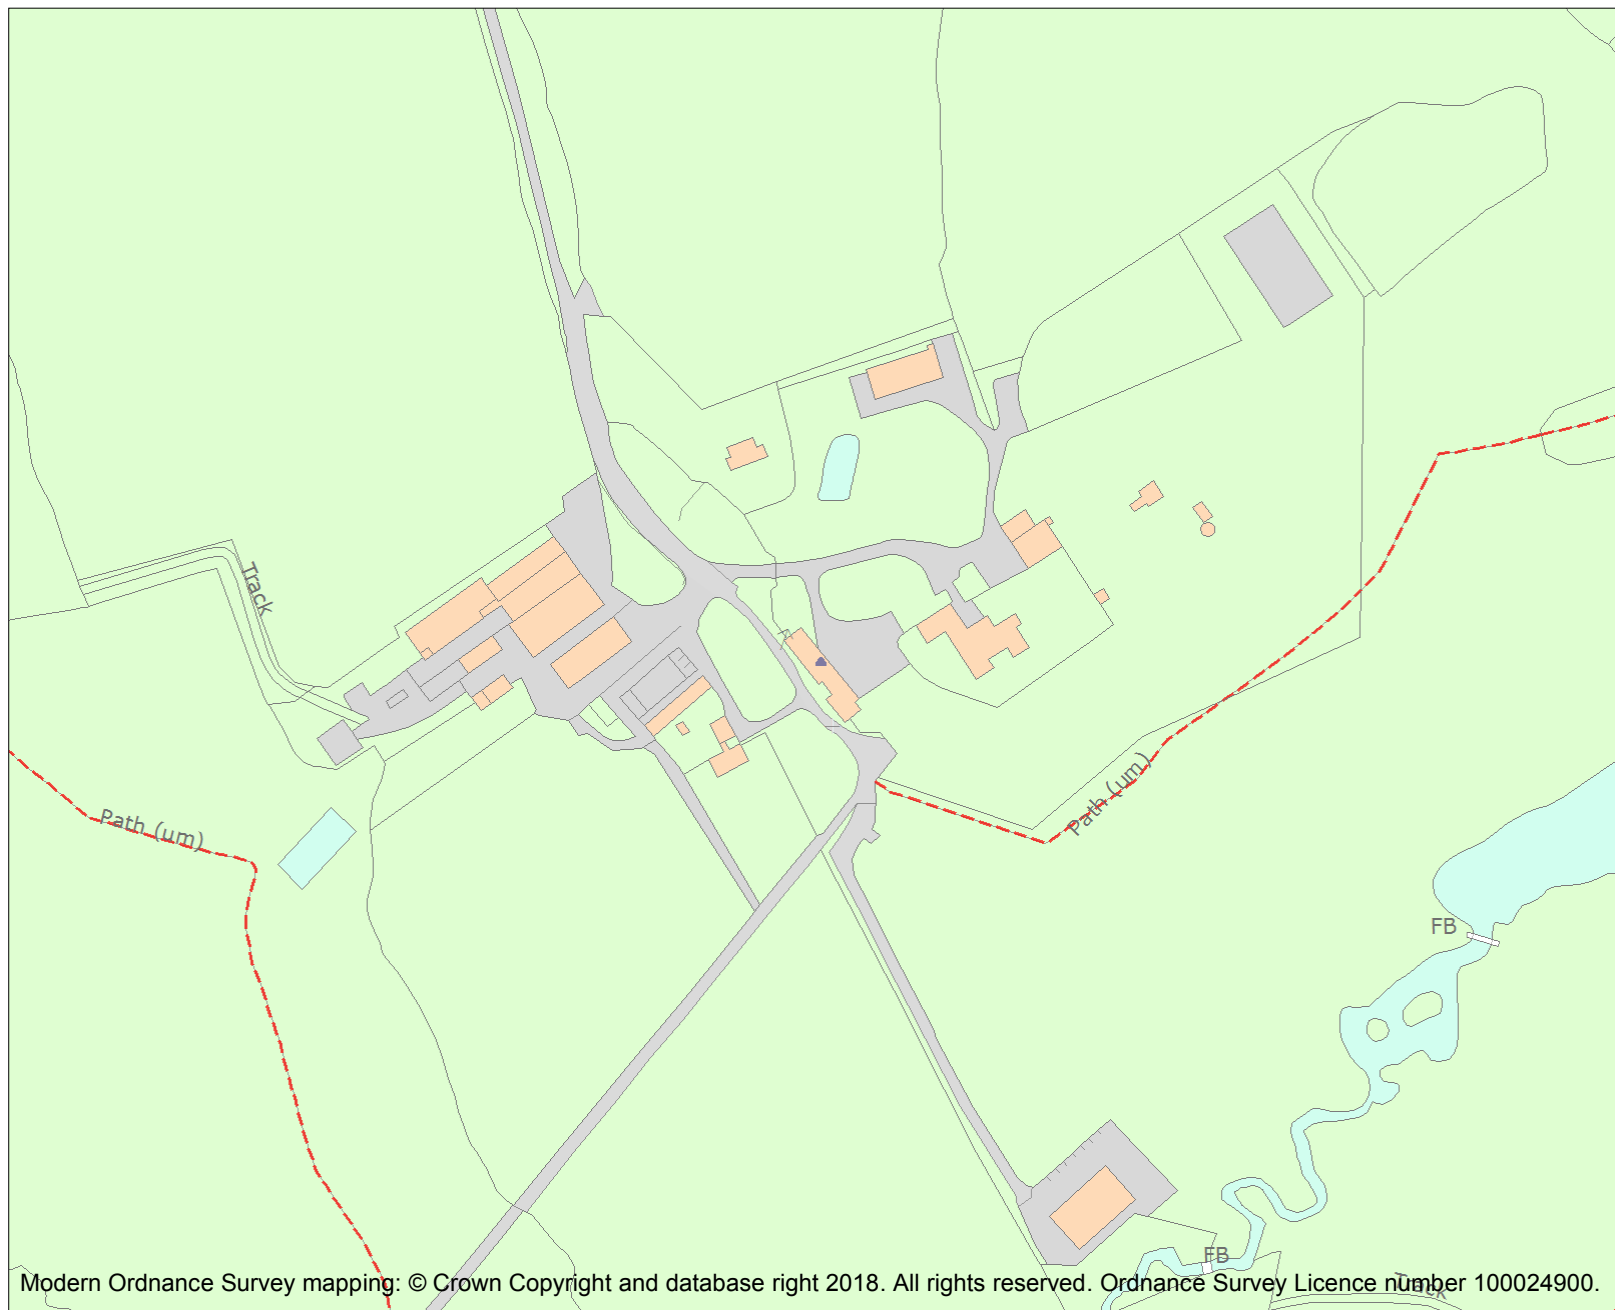 Track
Path (um)
Path (um)
FB
FB
Track
Modern Ordnance Survey mapping: © Crown Copyright and database right 2018. All rights reserved. Ordnance Survey Licence number 100024900.